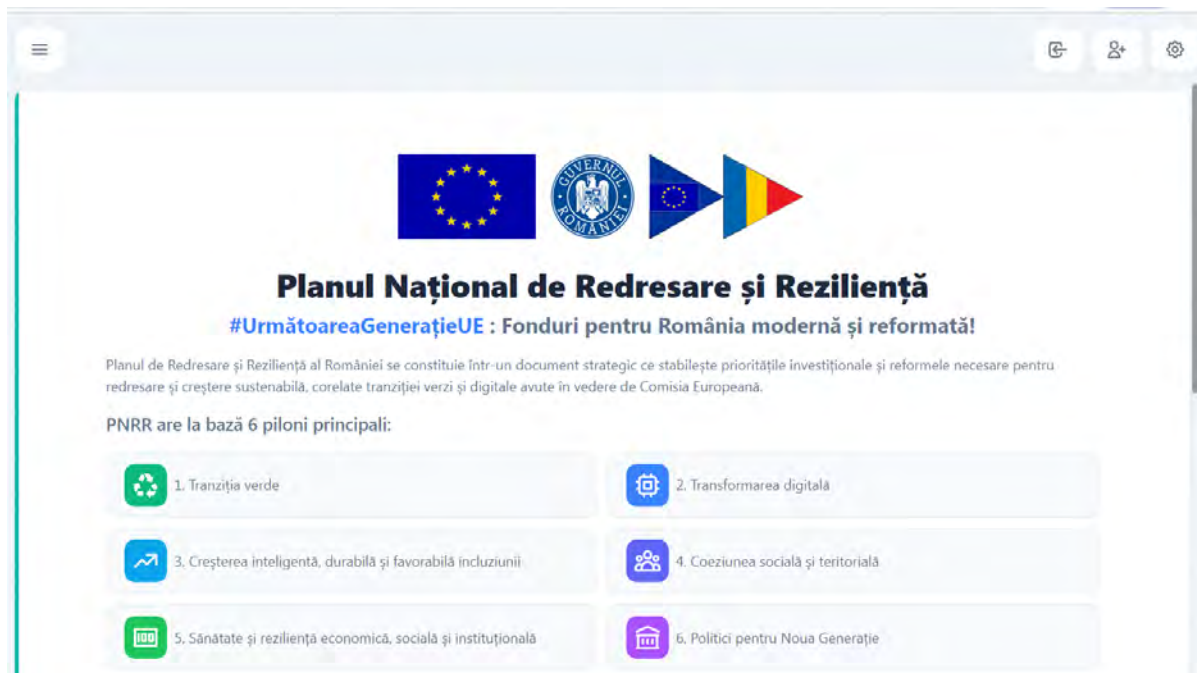 GUVERNUL ROMÂNIEI
Planul Național de Redresare și Reziliență
#UrmătoareaGenerațieUE : Fonduri pentru România modernă și reformată!
Planul de Redresare și Reziliență al României se constituie într-un document strategic ce stabilește prioritățile investiționale și reformele necesare pentru
redresare și creștere sustenabilă, corelate tranziției verzi și digitale avute în vedere de Comisia Europeană.
PNRR are la bază 6 piloni principali:
1. Tranziția verde
2. Transformarea digitală
3. Creșterea inteligentă, durabilă și favorabilă incluziunii
4. Coeziunea socială și teritorială
100
5. Sănătate și reziliență economică, socială și instituțională
6. Politici pentru Noua Generație